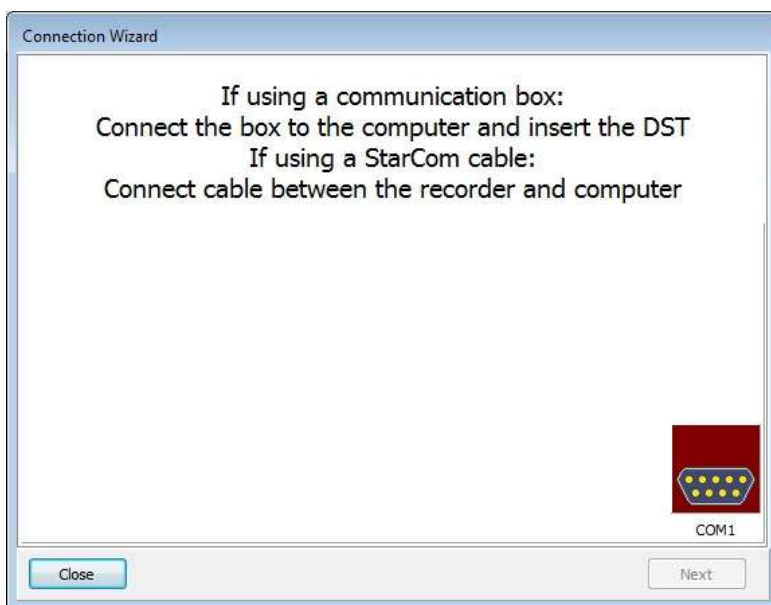 Connection Wizard
If using a communication box:
Connect the box to the computer and insert the DST
If using a StarCom cable:
Connect cable between the recorder and computer
COM1
Close
Next